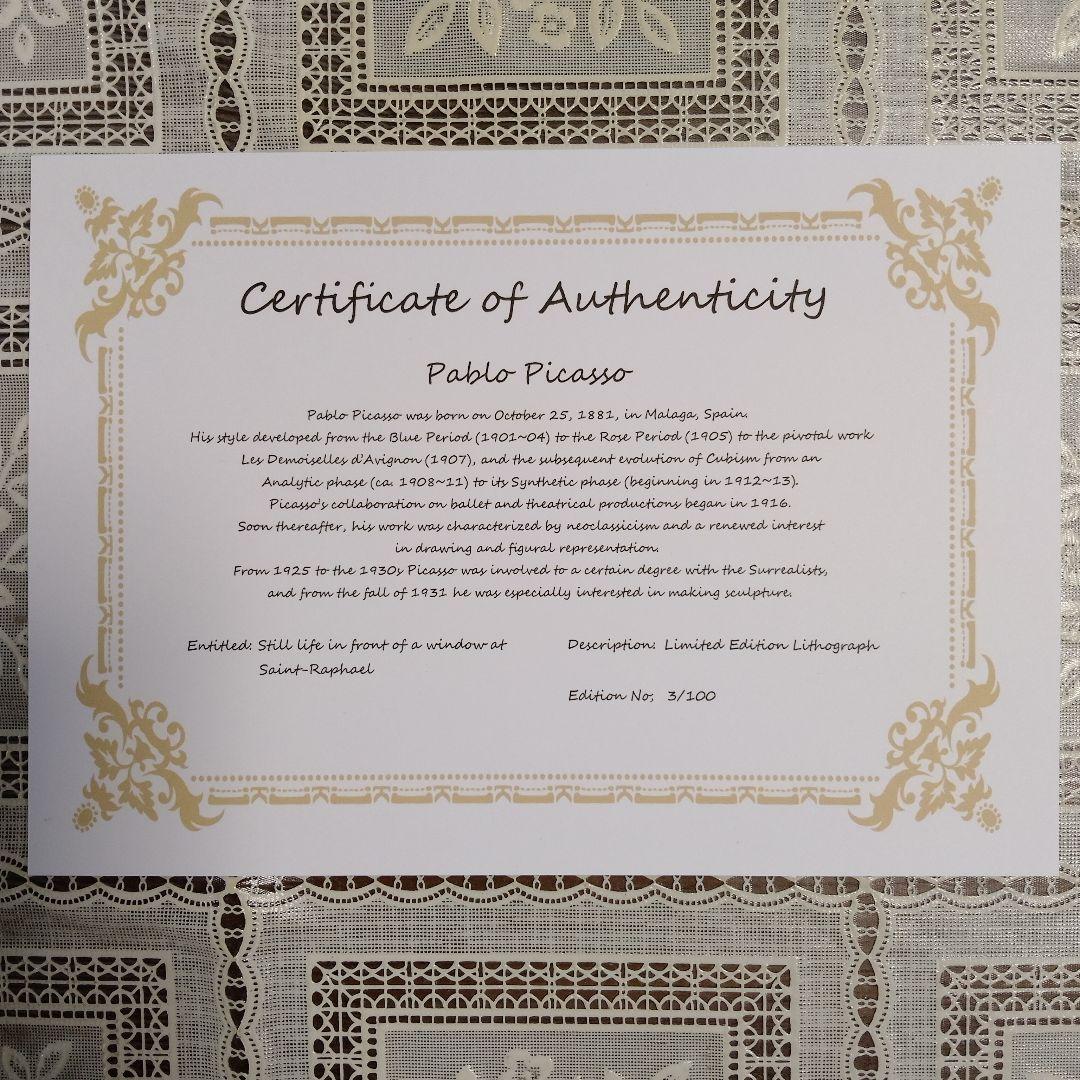 Certificate of Authenticity
Pablo Picasso
Pablo Picasso was born on October 25, 1881, in Malaga, Spain.
His style developed from the Blue Period (1901~04) to the Rose Period (1905) to the pivotal work
Les Demoiselles d'Avignon (1907), and the subsequent evolution of Cubism from an
Analytic phase (ca. 1908~11) to its Synthetic phase (beginning in 1912~13).
Picasso's collaboration on ballet and theatrical productions began in 1916.
Soon thereafter, his work was characterized by neoclassicism and a renewed interest
in drawing and figural representation.
From 1925 to the 1930s Picasso was involved to a certain degree with the Surrealists,
and from the fall of 1931 he was especially interested in making sculpture.
Entitled: Still life in front of a window at
Saint-Raphael
Description: Limited Edition Lithograph
Edition No; 3/100